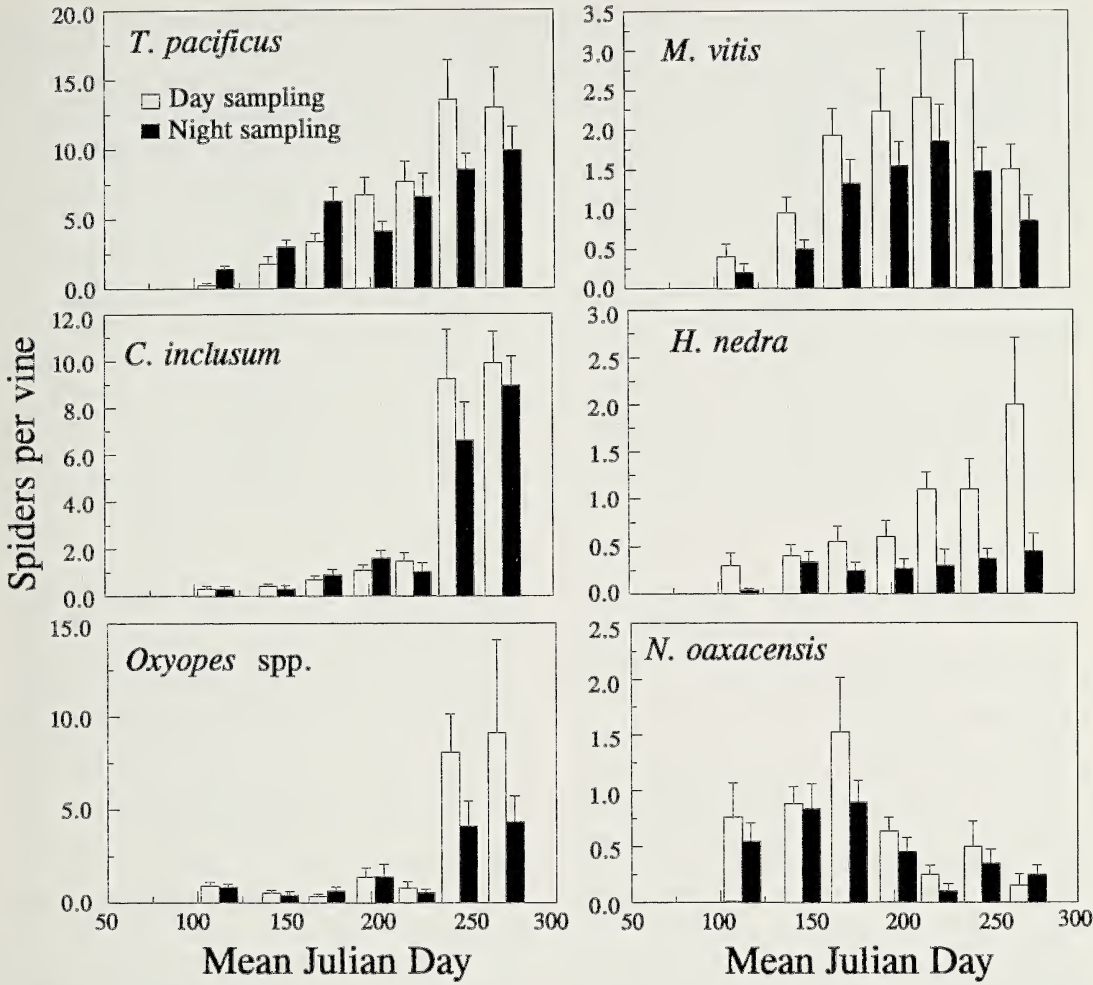 T. pacificus
Day sampling
Night sampling
20.0
15.0
10.0
5.0
0.0
M. vitis
3.5
3.0
2.5
2.0
1.5
1.0
0.5
0.0
C. inclusum
12.0
10.0
8.0
6.0
4.0
2.0
0.0
H. nedra
3.0
2.5
2.0
1.5
1.0
0.5
0.0
Oxyopes spp.
15.0
10.0
5.0
0.0
50 100 150 200 250 300
N. oaxacensis
2.5
2.0
1.5
1.0
0.5
0.0
50 100 150 200 250 300
Spiders per vine
Mean Julian Day
Mean Julian Day